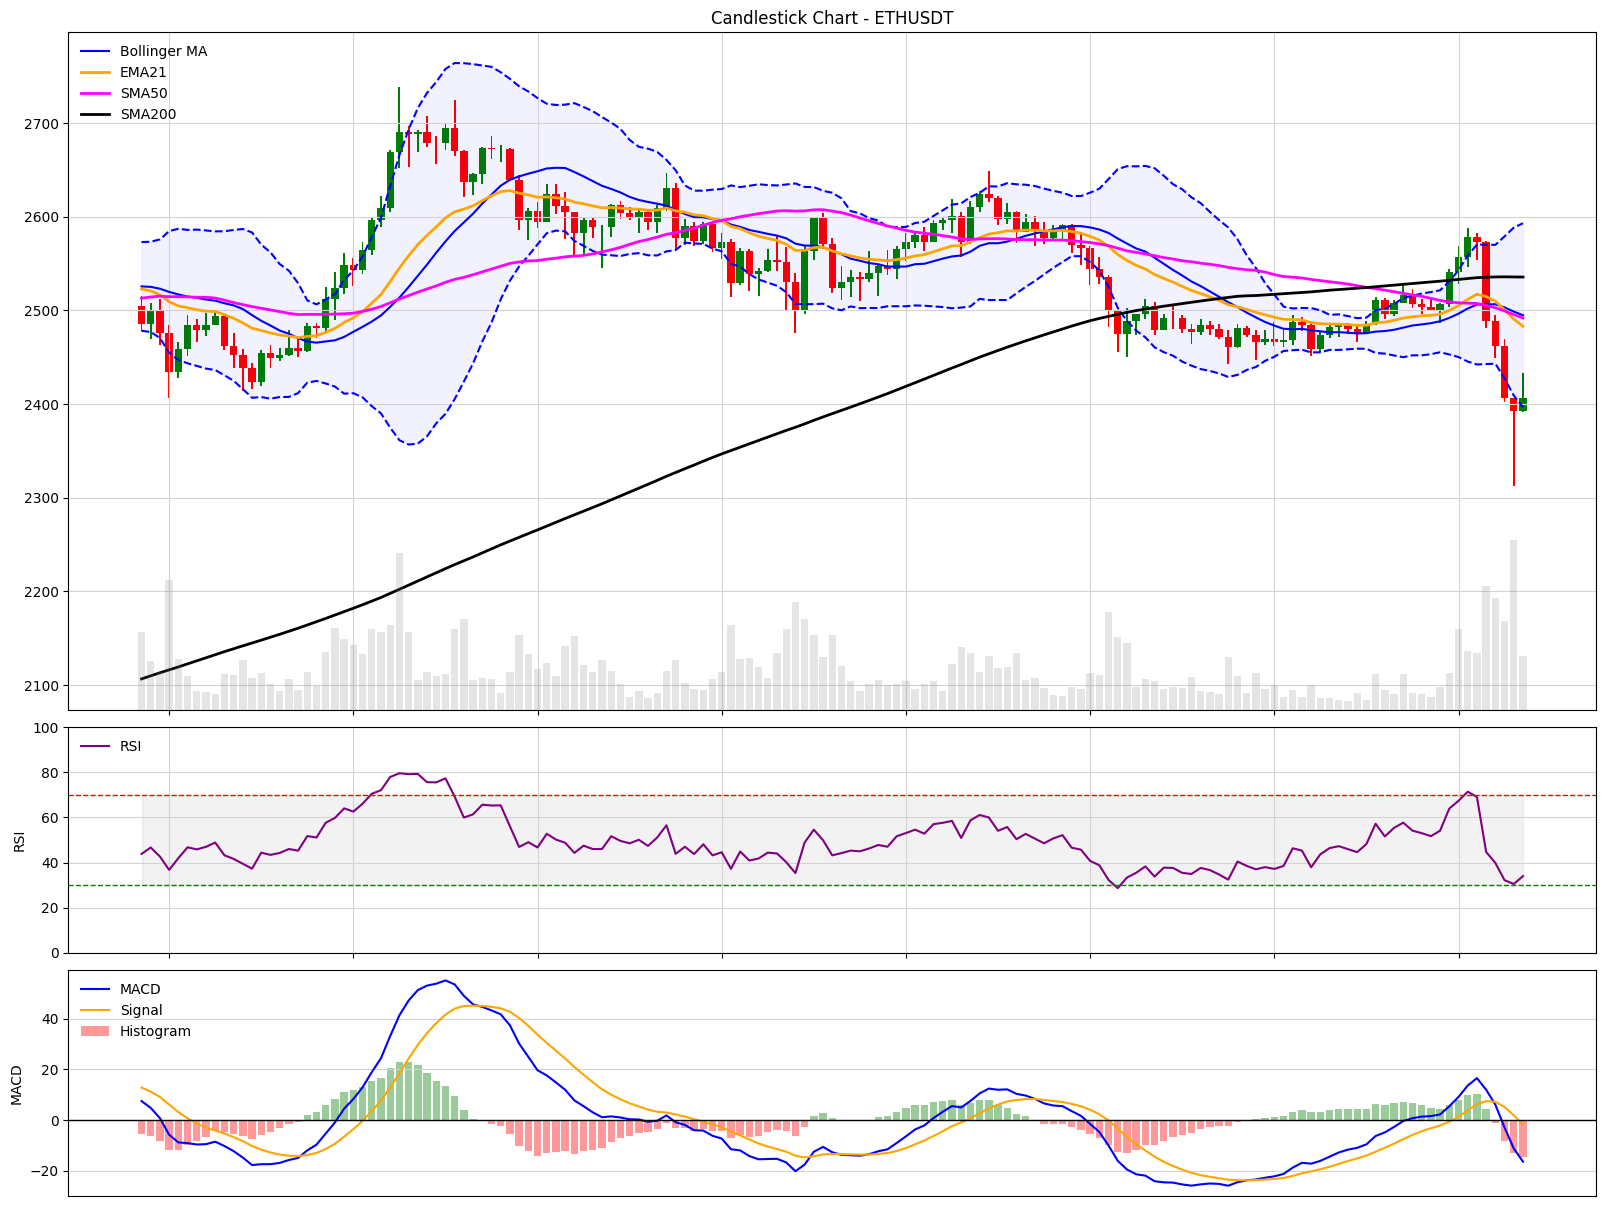 Candlestick Chart - ETHUSDT
Bollinger MA
EMA21
SMA50
SMA200
2700
2600
2500
2400
2300
2200
2100
RSI
100
80
60
40
20
0
RSI
MACD
Signal
Histogram
40
20
0
−20
MACD